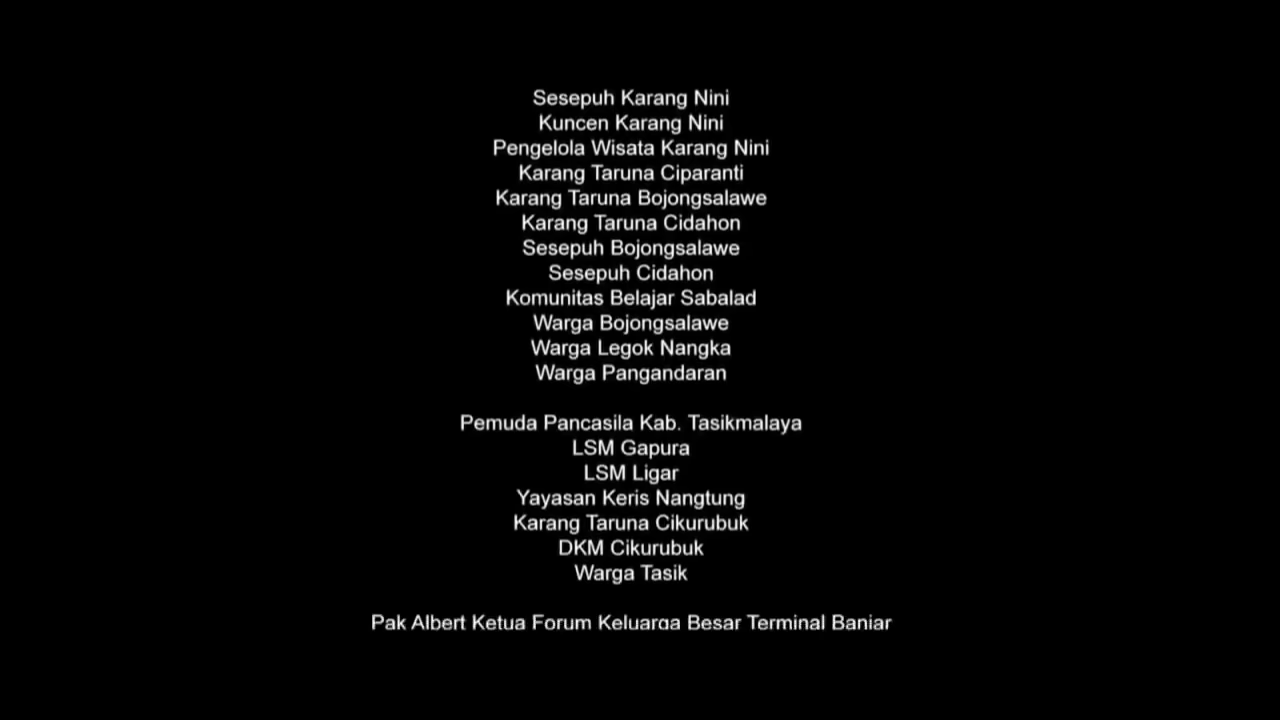 Sesepuh Karang Nini
Kuncen Karang Nini
Pengelola Wisata Karang Nini
Karang Taruna Ciparanti
Karang Taruna Bojongsalawe
Karang Taruna Cidahon
Sesepuh Bojongsalawe
Sesepuh Cidahon
Komunitas Belajar Sabalad
Warga Bojongsalawe
Warga Legok Nangka
Warga Pangandaran
Pemuda Pancasila Kab. Tasikmalaya
LSM Gapura
LSM Ligar
Yayasan Keris Nangtung
Karang Taruna Cikurubuk
DKM Cikurubuk
Warga Tasik
Pak Albert Ketua Forum Keluarga Besar Terminal Banjar